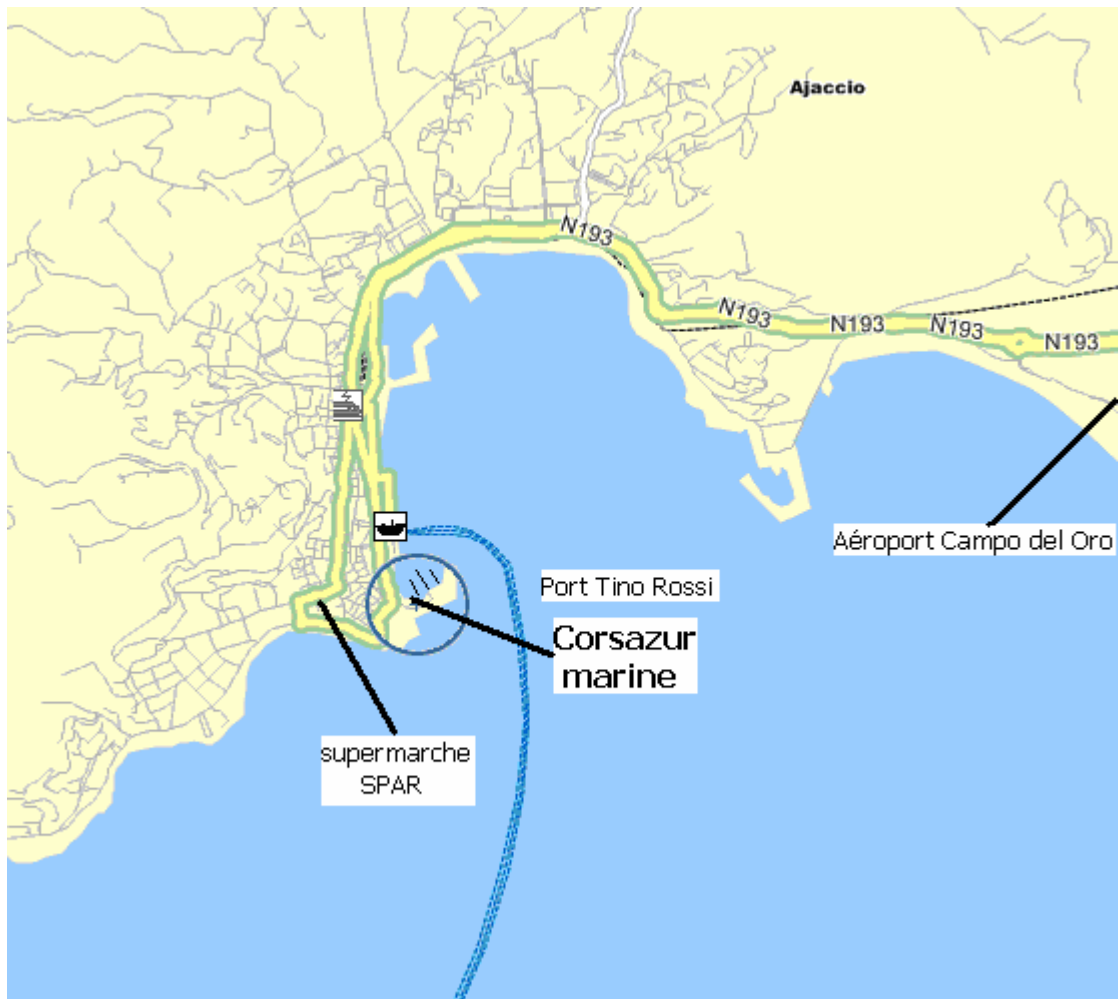 Ajaccio
N193
N193
N193
N193
N193
Aéroport Campo del Oro
Port Tino Rossi
Corsazur
marine
supermarche
SPAR